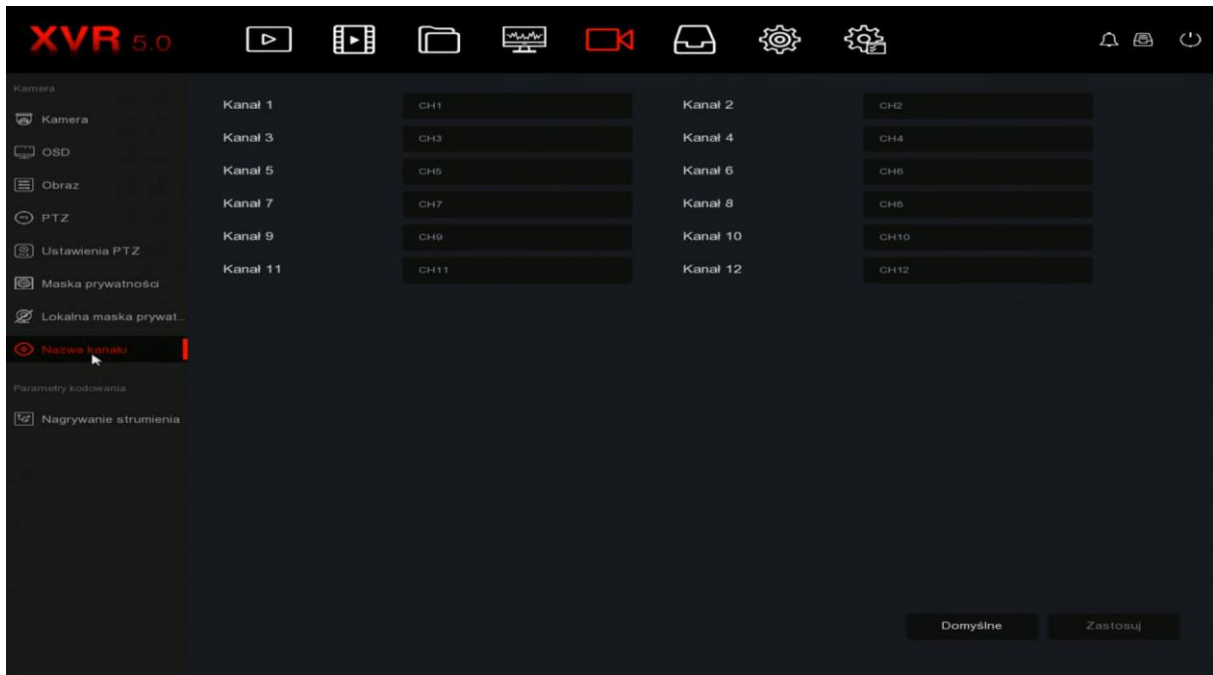 XVR 5.0
Kamera
Kamera
OSD
Obraz
PTZ
Ustawienia PTZ
Maska prywatności
Lokalna maska prywat...
Nazwa kanału
Parametry kodowania
Nagrywanie strumienia
Kanał 1 CH1 Kanał 2 CH2
Kanał 3 CH3 Kanał 4 CH4
Kanał 5 CH5 Kanał 6 CH6
Kanał 7 CH7 Kanał 8 CH8
Kanał 9 CH9 Kanał 10 CH10
Kanał 11 CH11 Kanał 12 CH12
Domyślne Zastosuj